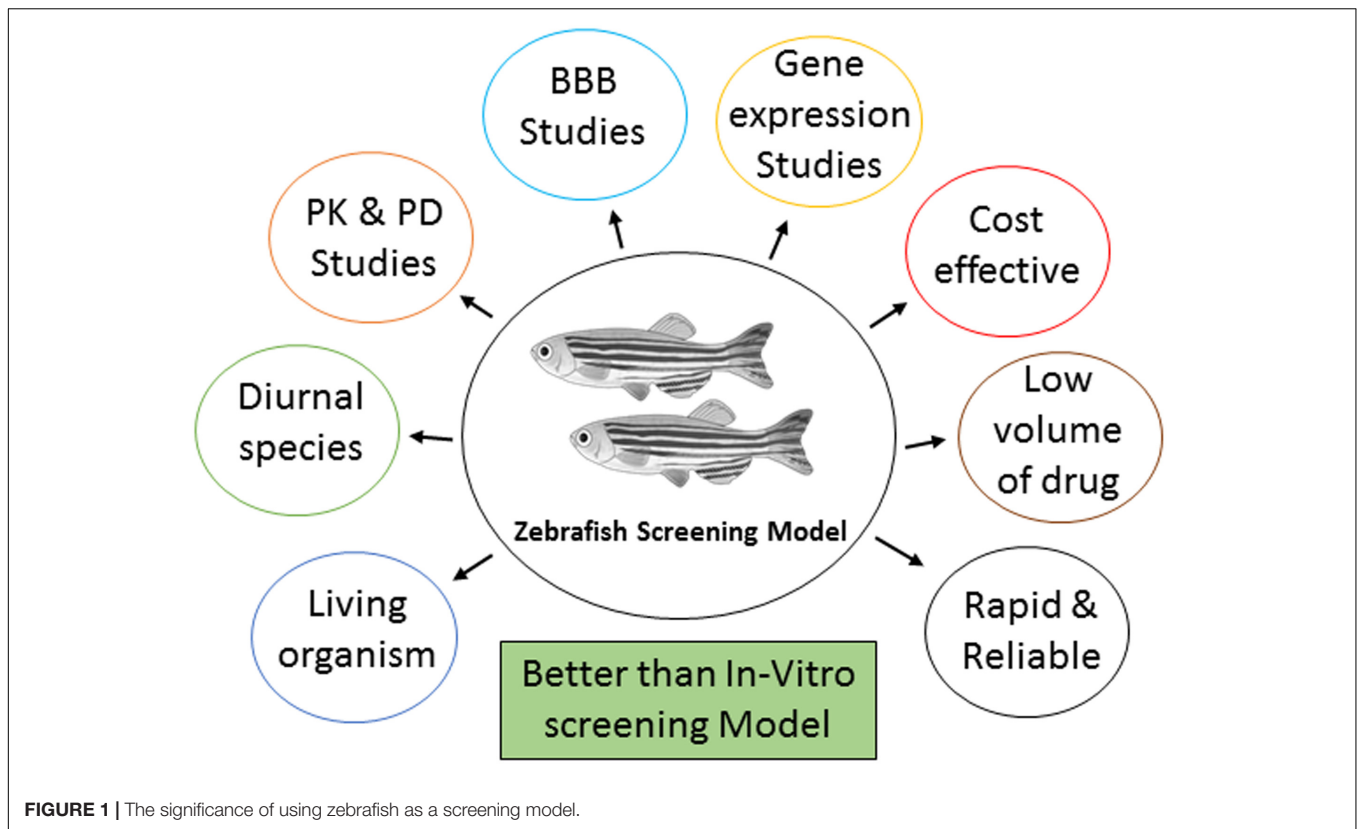 BBB
Studies
Gene
expression
Studies
PK & PD
Studies
Cost
effective
Diurnal
species
Low
volume
of drug
Zebrafish Screening Model
Living
organism
Rapid &
Reliable
Better than In-Vitro
screening Model
FIGURE 1 | The significance of using zebrafish as a screening model.